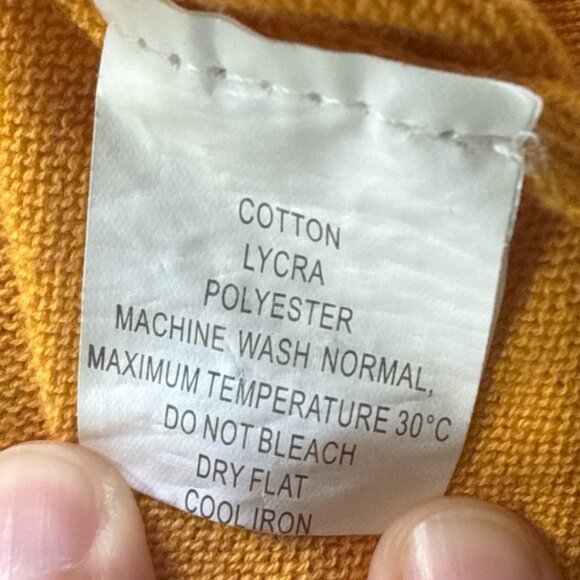 COTTON
LYCRA
POLYESTER
MACHINE WASH NORMAL,
MAXIMUM TEMPERATURE 30°C
DO NOT BLEACH
DRY FLAT
COOL IRON